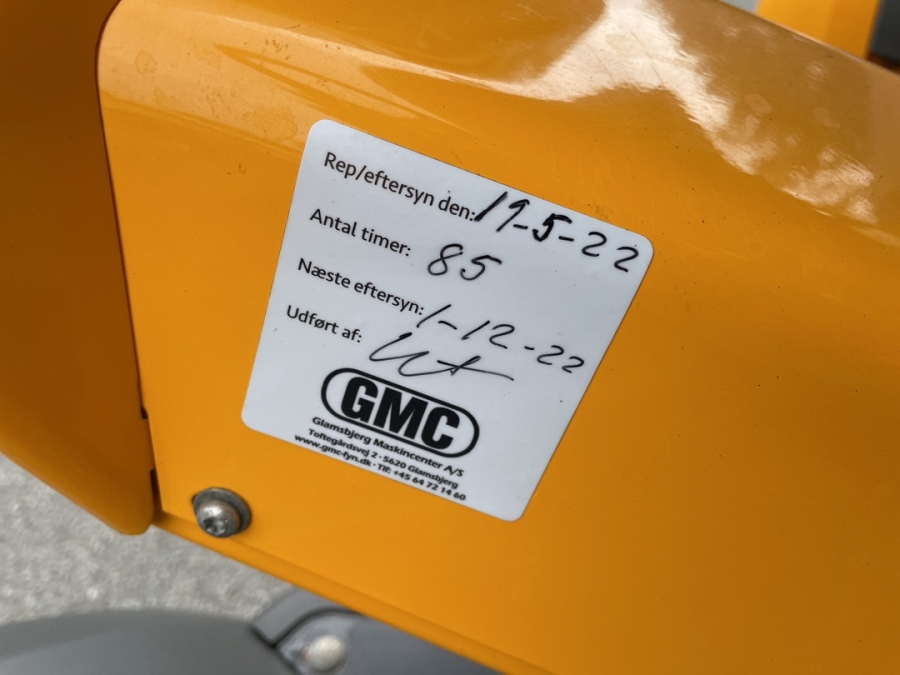 Rep/eftersyn den: 19-5-22
Antal timer: 85
Næste eftersyn: 1-12-22
Udført af:
GMC
Glamsbjerg Maskincenter A/S
Toftegårdsvej 2 · 5620 Glamsbjerg
www.gmc-fyn.dk · Tlf: +45 64 72 14 60